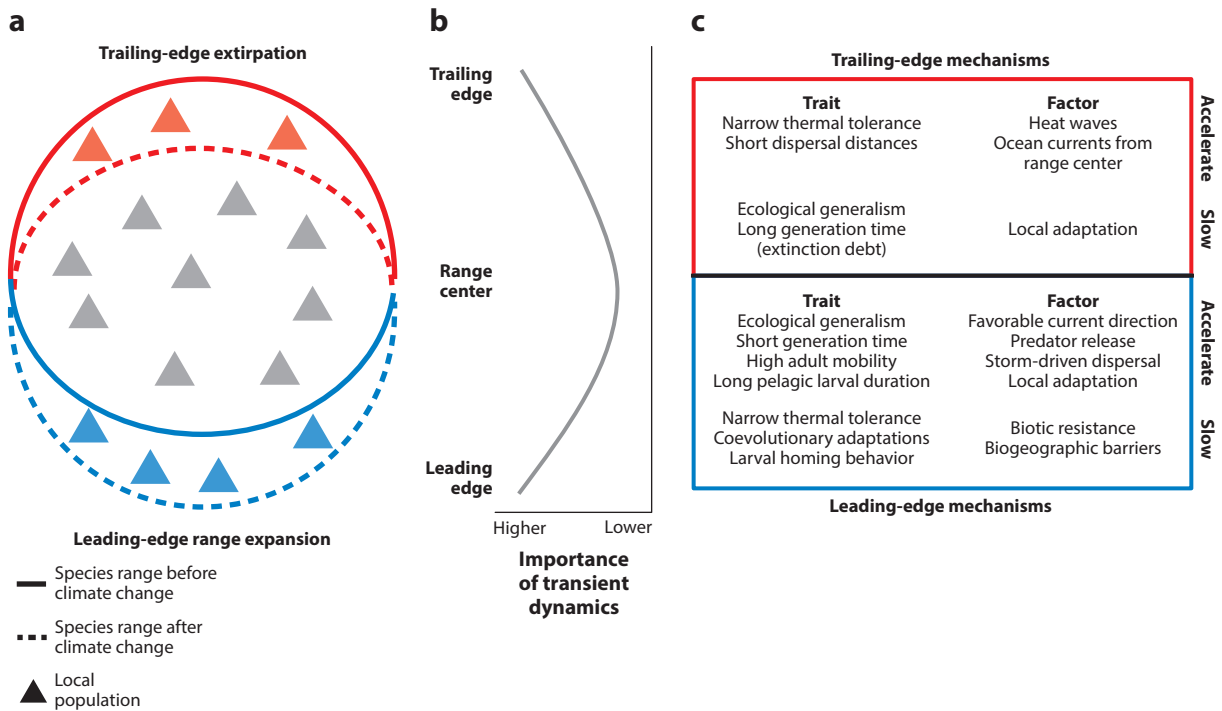 a
Trailing-edge extirpation
Leading-edge range expansion
Species range before
climate change
Species range after
climate change
Local
population
b
Trailing
edge
Range
center
Leading
edge
Higher
Lower
Importance
of transient
dynamics
c
Trailing-edge mechanisms
Trait
Narrow thermal tolerance
Short dispersal distances
Factor
Heat waves
Ocean currents from
range center
Accelerate
Ecological generalism
Long generation time
(extinction debt)
Local adaptation
Slow
Trait
Ecological generalism
Short generation time
High adult mobility
Long pelagic larval duration
Factor
Favorable current direction
Predator release
Storm-driven dispersal
Local adaptation
Accelerate
Narrow thermal tolerance
Coevolutionary adaptations
Larval homing behavior
Biotic resistance
Biogeographic barriers
Slow
Leading-edge mechanisms